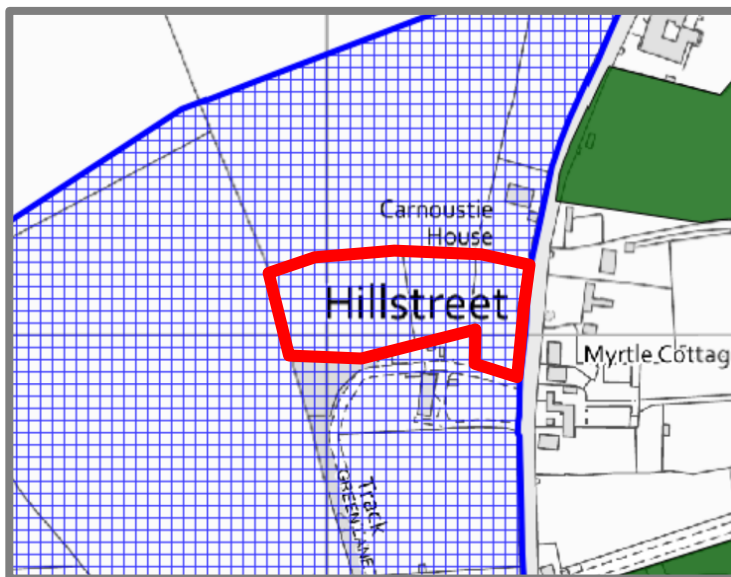 Carnoustie
House
Hillstreet
Myrtle Cottag
Track
GREEN LANE